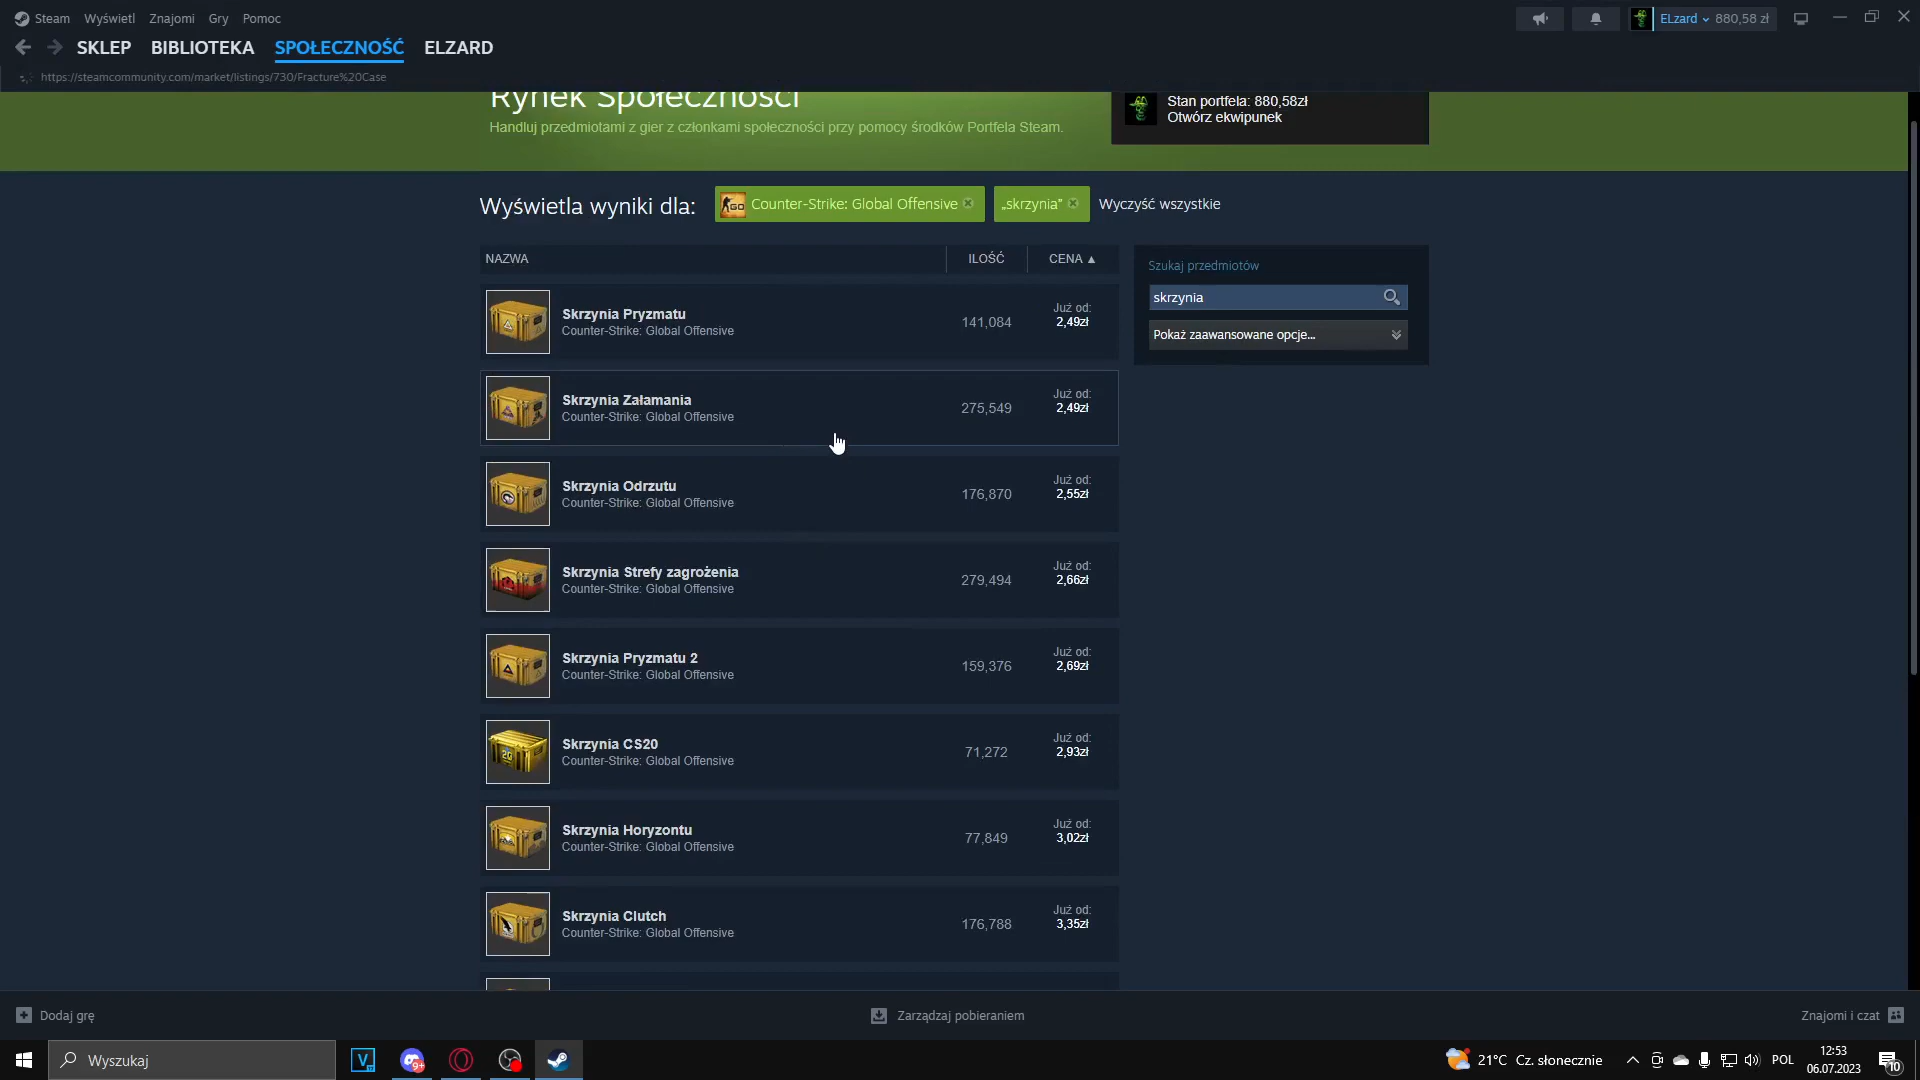 Steam Wyświetl Znajomi Gry Pomoc
ELzard 880,58 zł
SKLEP BIBLIOTEKA SPOŁECZNOŚĆ ELZARD
https://steamcommunity.com/market/listings/730/Fracture%20Case
Rynek Społeczności
Handluj przedmiotami z gier z członkami społeczności przy pomocy środków Portfela Steam.
Stan portfela: 880,58zł
Otwórz ekwipunek
Wyświetla wyniki dla: GO Counter-Strike: Global Offensive „skrzynia” Wyczyść wszystkie
NAZWA ILOŚĆ CENA ▲
Skrzynia Pryzmatu
Counter-Strike: Global Offensive
141,084
Już od:
2,49zł
Skrzynia Załamania
Counter-Strike: Global Offensive
275,549
Już od:
2,49zł
Skrzynia Odrzutu
Counter-Strike: Global Offensive
176,870
Już od:
2,55zł
Skrzynia Strefy zagrożenia
Counter-Strike: Global Offensive
279,494
Już od:
2,66zł
Skrzynia Pryzmatu 2
Counter-Strike: Global Offensive
159,376
Już od:
2,69zł
Skrzynia CS20
Counter-Strike: Global Offensive
71,272
Już od:
2,93zł
Skrzynia Horyzontu
Counter-Strike: Global Offensive
77,849
Już od:
3,02zł
Skrzynia Clutch
Counter-Strike: Global Offensive
176,788
Już od:
3,35zł
Szukaj przedmiotów
skrzynia
Pokaż zaawansowane opcje...
Dodaj grę
Zarządzaj pobieraniem
Znajomi i czat
Wyszukaj
V
9+
21°C Cz. słonecznie
POL
12:53
06.07.2023
10